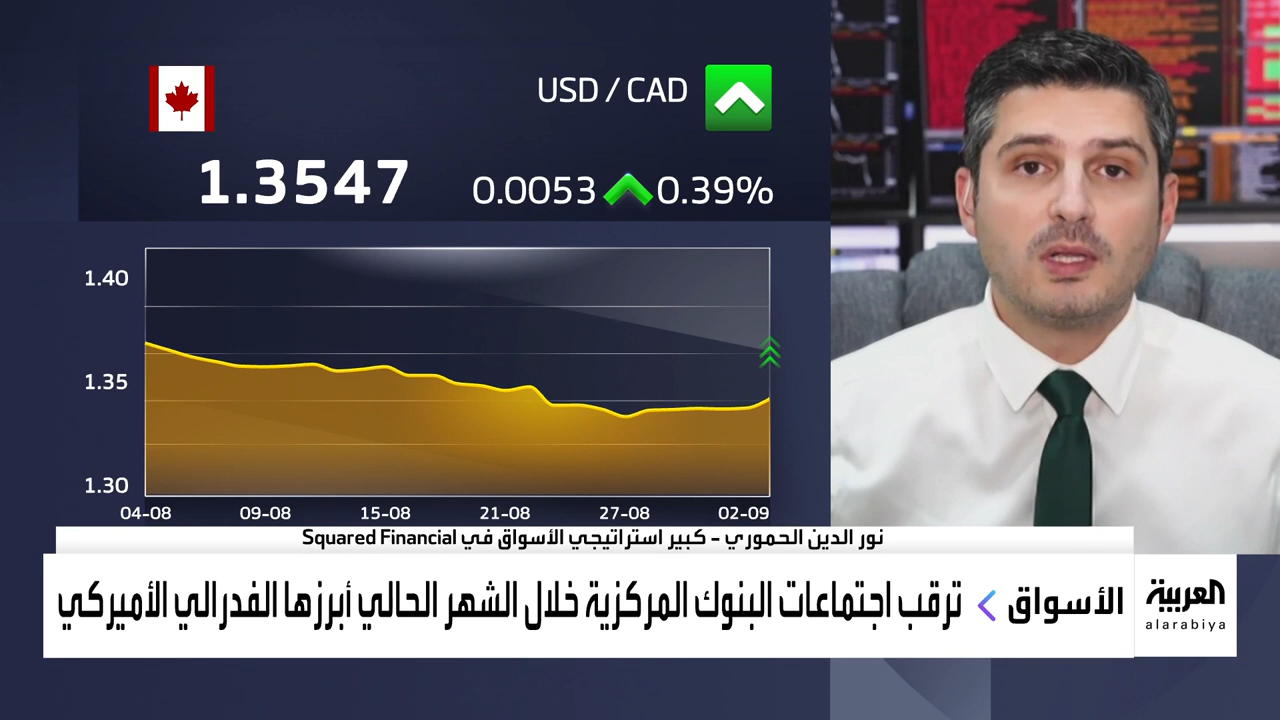 USD / CAD
1.3547
0.0053 0.39%
1.40
1.35
1.30
04-08 09-08 15-08 21-08 27-08 02-09
نور الدين الحموري - كبير استراتيجي الأسواق في Squared Financial
الأسواق
ترقب اجتماعات البنوك المركزية خلال الشهر الحالي أبرزها الفدرالي الأميركي
العربية
alarabiya